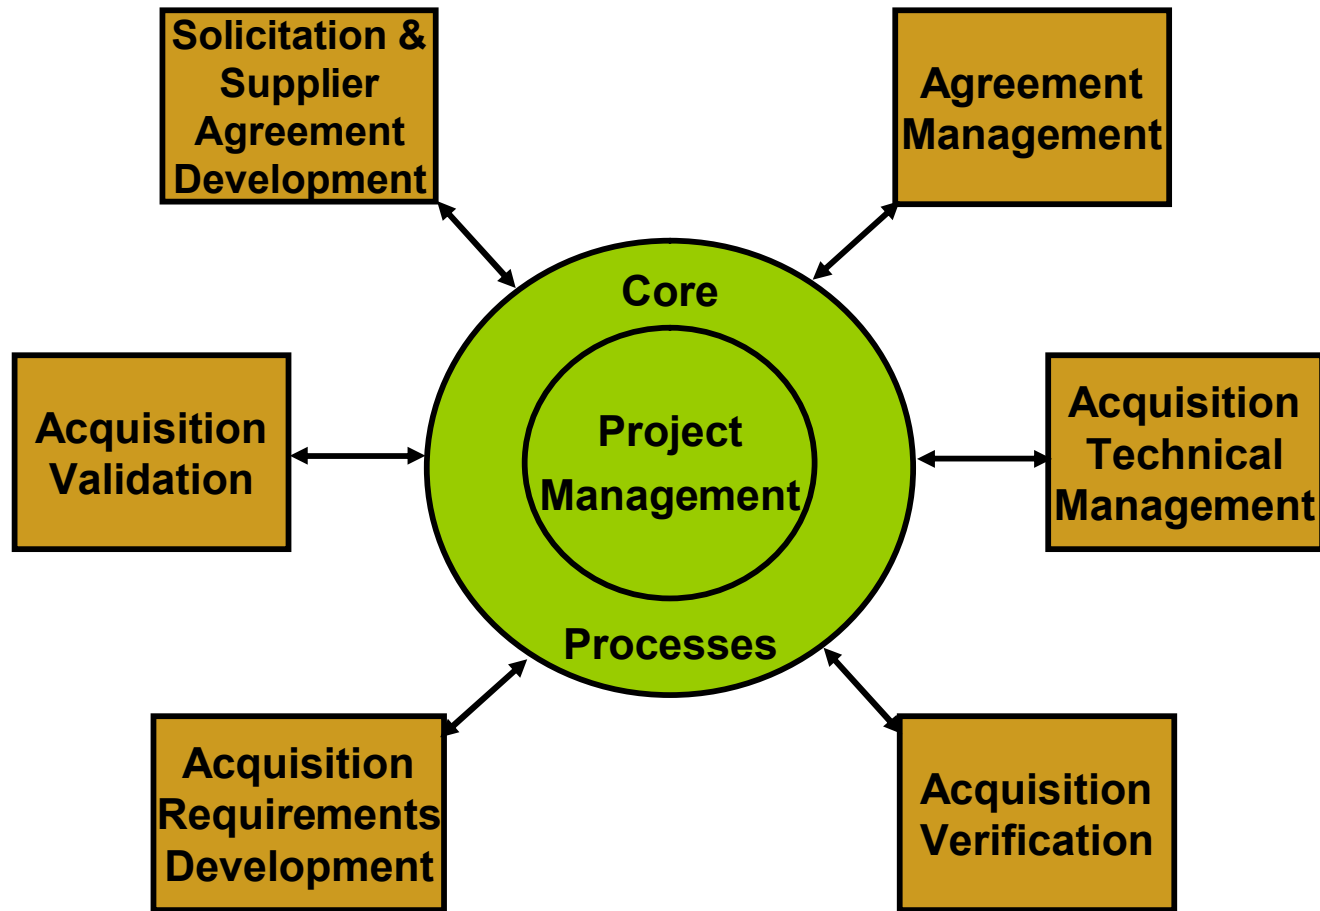 Solicitation &
Supplier
Agreement
Development
Agreement
Management
Core
Project
Management
Processes
Acquisition
Validation
Acquisition
Technical
Management
Acquisition
Requirements
Development
Acquisition
Verification